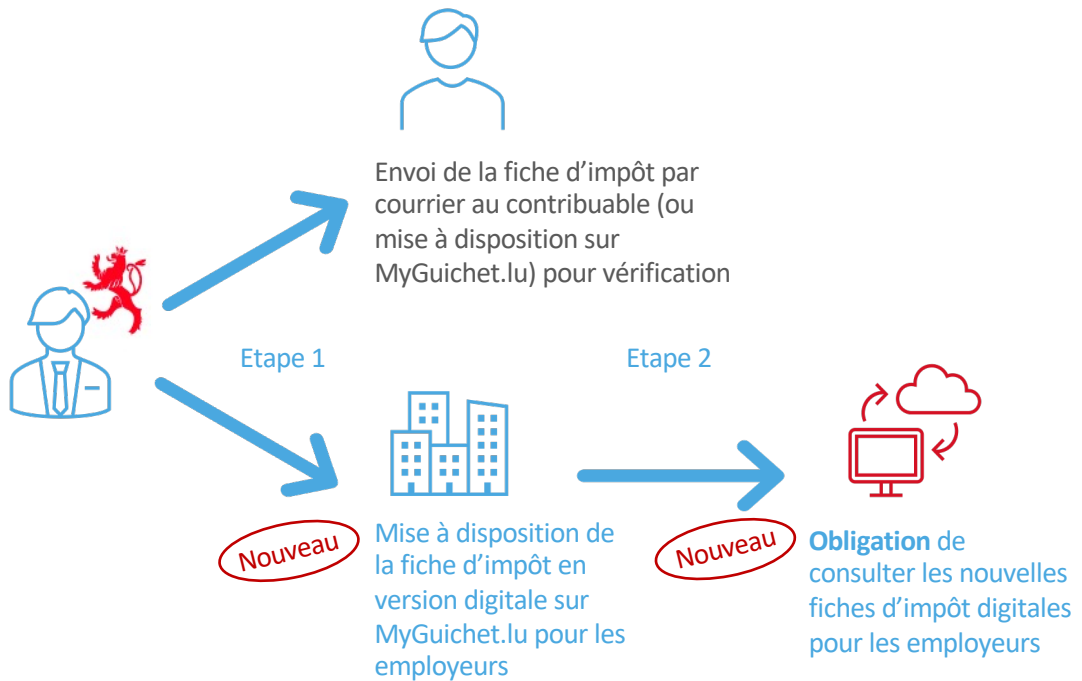 Envoi de la fiche d'impôt par
courrier au contribuable (ou
mise à disposition sur
MyGuichet.lu) pour vérification
Etape 1
Etape 2
Nouveau
Mise à disposition de
la fiche d'impôt en
version digitale sur
MyGuichet.lu pour les
employeurs
Nouveau
Obligation de
consulter les nouvelles
fiches d'impôt digitales
pour les employeurs